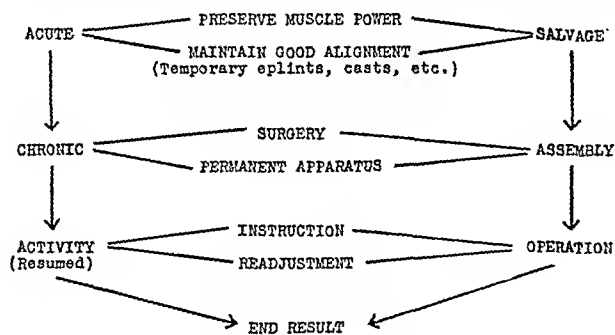 PRESERVE MUSCLE POWER
ACUTE
SALVAGE
MAINTAIN GOOD ALIGNMENT
(Temporary eplints, casts, etc.)
SURGERY
CHRONIC
ASSEMBLY
PERMANENT APPARATUS
INSTRUCTION
ACTIVITY
OPERATION
(Resumed)
READJUSTMENT
END RESULT